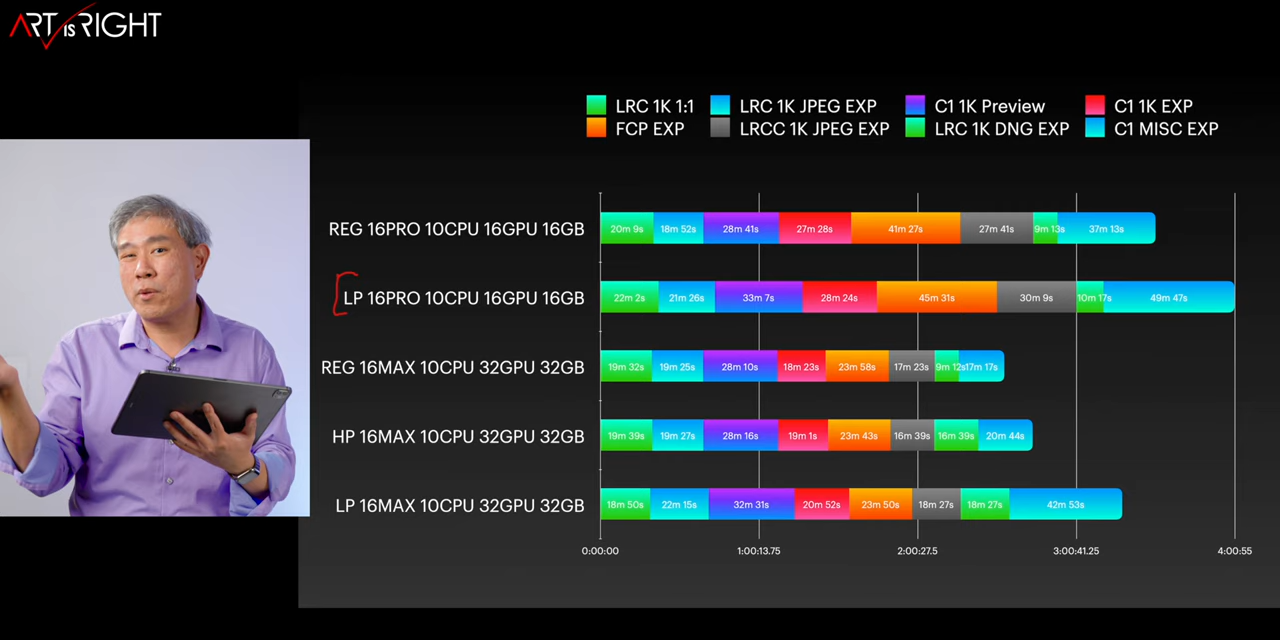 ART IS RIGHT
LRC 1K 1:1 LRC 1K JPEG EXP C1 1K Preview C1 1K EXP
FCP EXP LRCC 1K JPEG EXP LRC 1K DNG EXP C1 MISC EXP
REG 16PRO 10CPU 16GPU 16GB 20m 9s 18m 52s 28m 41s 27m 28s 41m 27s 27m 41s 9m 13s 37m 13s
LP 16PRO 10CPU 16GPU 16GB 22m 2s 21m 26s 33m 7s 28m 24s 45m 31s 30m 9s 10m 17s 49m 47s
REG 16MAX 10CPU 32GPU 32GB 19m 32s 19m 25s 28m 10s 18m 23s 23m 58s 17m 23s 9m 12s 17m 17s
HP 16MAX 10CPU 32GPU 32GB 19m 39s 19m 27s 28m 16s 19m 1s 23m 43s 16m 39s 16m 39s 20m 44s
LP 16MAX 10CPU 32GPU 32GB 18m 50s 22m 15s 32m 31s 20m 52s 23m 50s 18m 27s 18m 27s 42m 53s
0:00:00 1:00:13.75 2:00:27.5 3:00:41.25 4:00:55